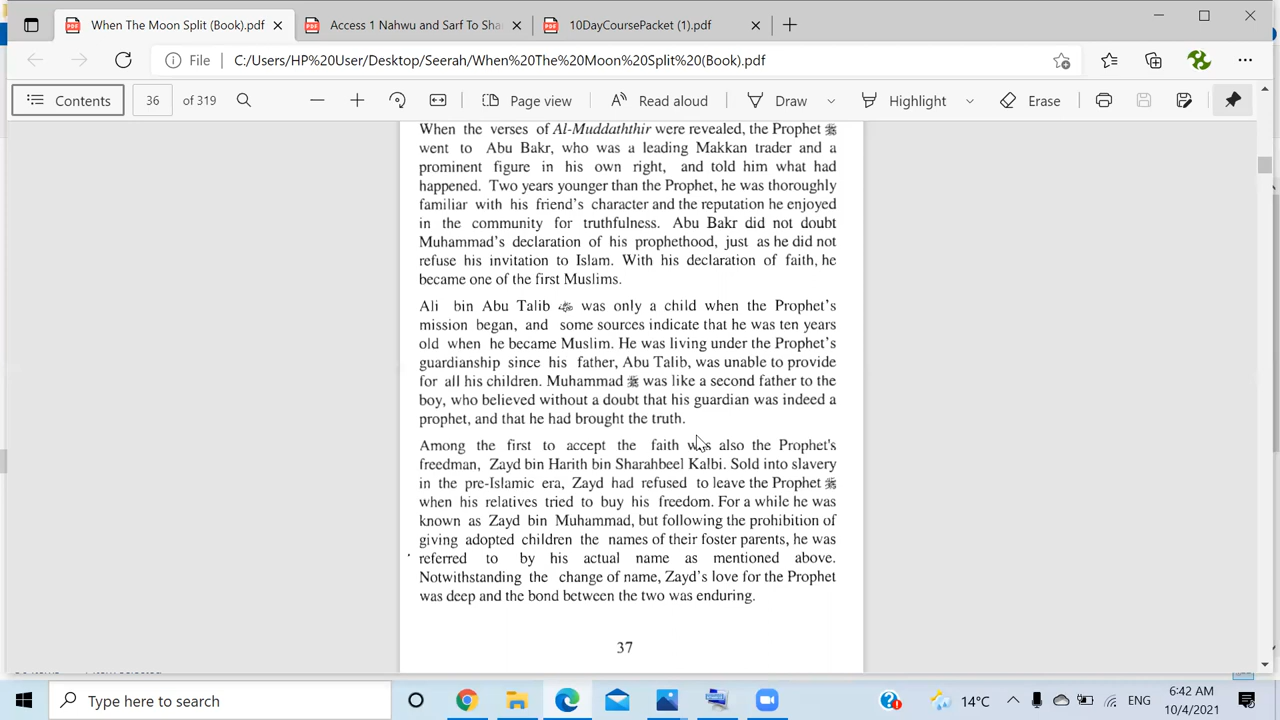 When The Moon Split (Book).pdf
Access 1 Nahwu and Sarf To Sha
10DayCoursePacket (1).pdf
File
C:/Users/HP%20User/Desktop/Seerah/When%20The%20Moon%20Split%20(Book).pdf
Contents
36 of 319
Page view
Read aloud
Draw
Highlight
Erase
When the verses of Al-Muddaththir were revealed, the Prophet ﷺ
went to Abu Bakr, who was a leading Makkan trader and a
prominent figure in his own right, and told him what had
happened. Two years younger than the Prophet, he was thoroughly
familiar with his friend's character and the reputation he enjoyed
in the community for truthfulness. Abu Bakr did not doubt
Muhammad's declaration of his prophethood, just as he did not
refuse his invitation to Islam. With his declaration of faith, he
became one of the first Muslims.
Ali bin Abu Talib was only a child when the Prophet's
mission began, and some sources indicate that he was ten years
old when he became Muslim. He was living under the Prophet's
guardianship since his father, Abu Talib, was unable to provide
for all his children. Muhammad ﷺ was like a second father to the
boy, who believed without a doubt that his guardian was indeed a
prophet, and that he had brought the truth.
Among the first to accept the faith was also the Prophet's
freedman, Zayd bin Harith bin Sharahbeel Kalbi. Sold into slavery
in the pre-Islamic era, Zayd had refused to leave the Prophet ﷺ
when his relatives tried to buy his freedom. For a while he was
known as Zayd bin Muhammad, but following the prohibition of
giving adopted children the names of their foster parents, he was
referred to by his actual name as mentioned above.
Notwithstanding the change of name, Zayd's love for the Prophet
was deep and the bond between the two was enduring.
37
Type here to search
14°C
ENG
6:42 AM
10/4/2021